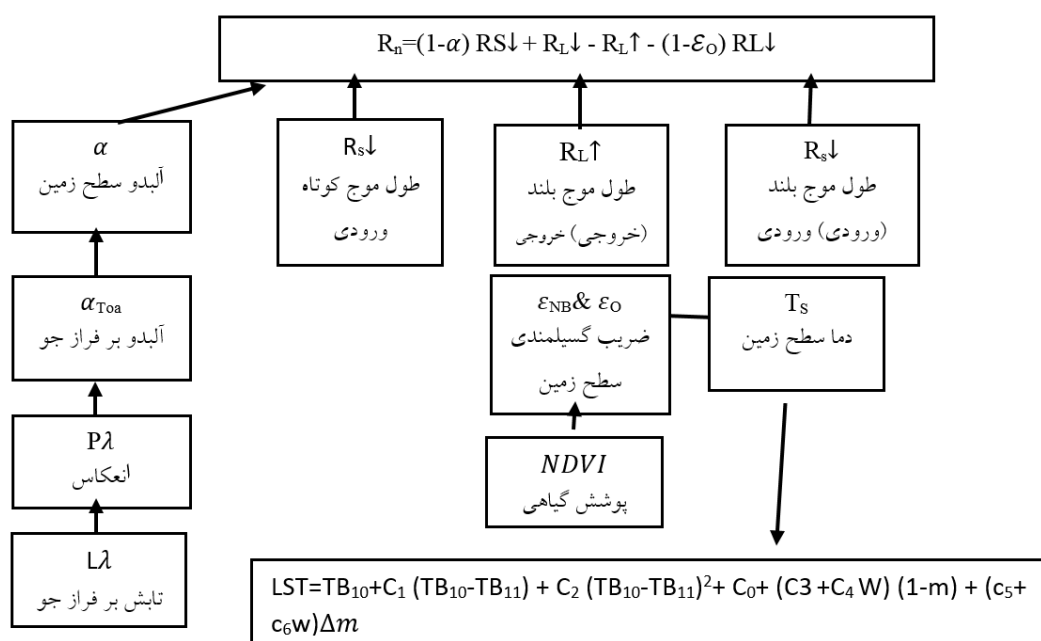 Rn=(1-α) RS↓ + RL↓ - RL↑ - (1-ℰO) RL↓
α
آلبدو سطح زمین
Rs↓
طول موج کوتاه
ورودی
RL↑
طول موج بلند
(خروجی) خروجی
Rs↓
طول موج بلند
(ورودی) ورودی
αToa
آلبدو بر فراز جو
εNB& εO
ضریب گسیلمندی
سطح زمین
TS
دما سطح زمین
Pλ
انعکاس
NDVI
پوشش گیاهی
Lλ
تابش بر فراز جو
LST=TB10+C1 (TB10-TB11) + C2 (TB10-TB11)2+ C0+ (C3 +C4 W) (1-m) + (c5+
c6w)Δm